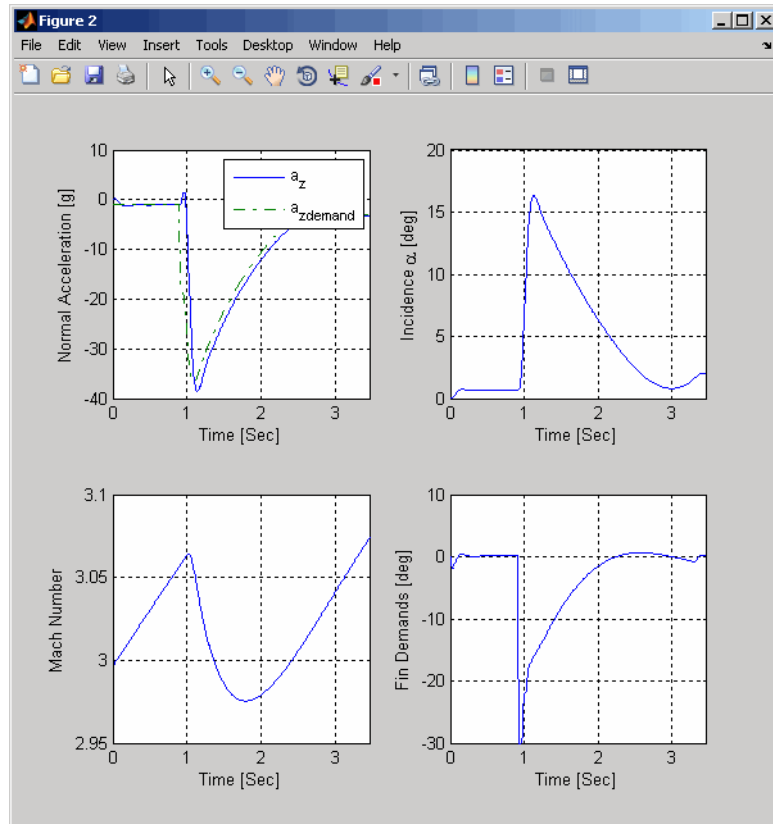 Figure 2
File Edit View Insert Tools Desktop Window Help
10
0
-10
-20
-30
-40
Normal Acceleration [g]
a_z
a_zdemand
0 1 2 3
Time [Sec]
20
15
10
5
0
Incidence α [deg]
0 1 2 3
Time [Sec]
3.1
3.05
3
2.95
Mach Number
0 1 2 3
Time [Sec]
10
0
-10
-20
-30
Fin Demands [deg]
0 1 2 3
Time [Sec]